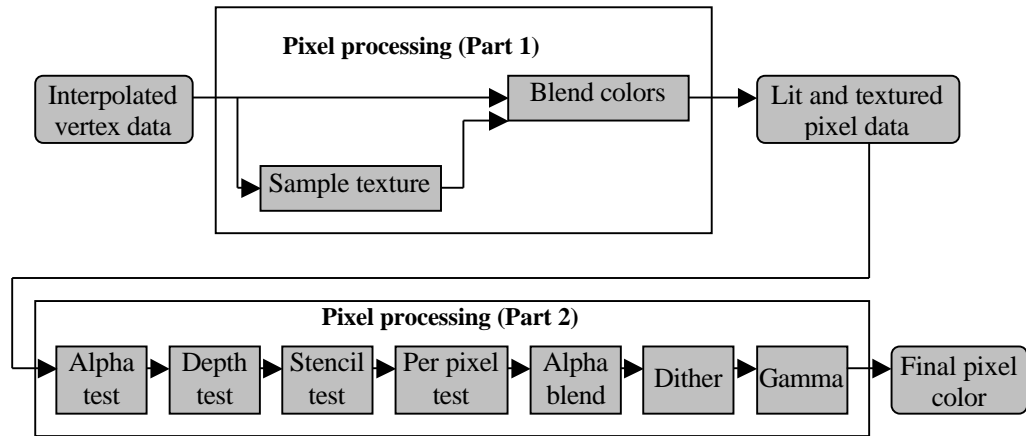 Pixel processing (Part 1)
Interpolated
vertex data
Blend colors
Lit and textured
pixel data
Sample texture
Pixel processing (Part 2)
Alpha
test
Depth
test
Stencil
test
Per pixel
test
Alpha
blend
Dither
Gamma
Final pixel
color